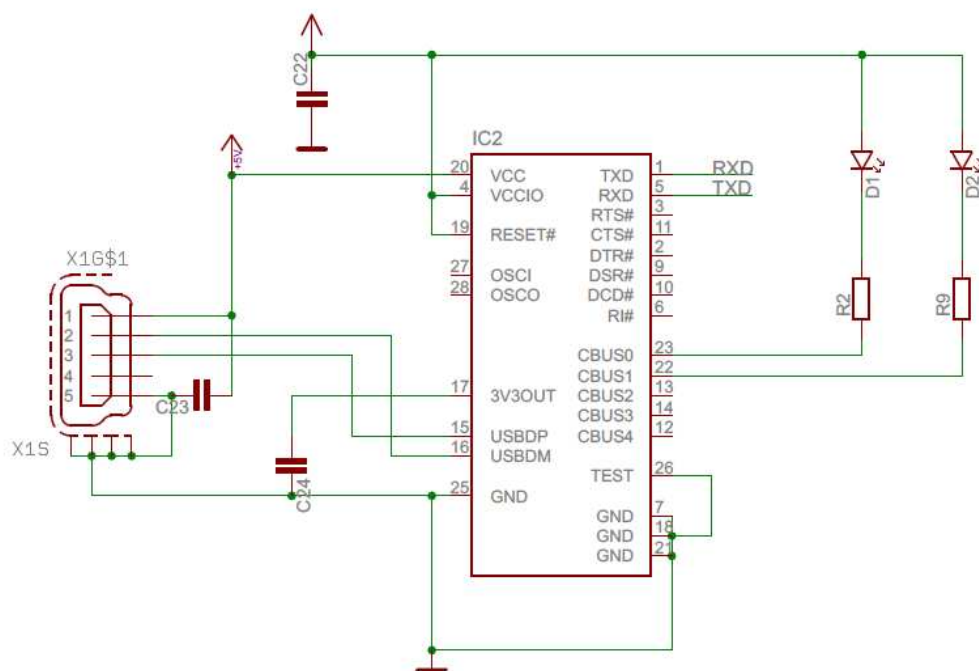 C22
IC2
+5V
20 VCC TXD 1 RXD
4 VCCIO RXD 5 TXD
RTS# 3
19 RESET# CTS# 11
DTR# 2
27 OSCI DSR# 9
28 OSCO DCD# 10
RI# 6
D1
D2
X1G$1
1
2
3
4
5
R2
R9
CBUS0 23
CBUS1 22
17 3V3OUT CBUS2 13
CBUS3 14
15 USBDP CBUS4 12
16 USBDM
C23
X1S
C24
TEST 26
25 GND
GND 7
GND 18
GND 21